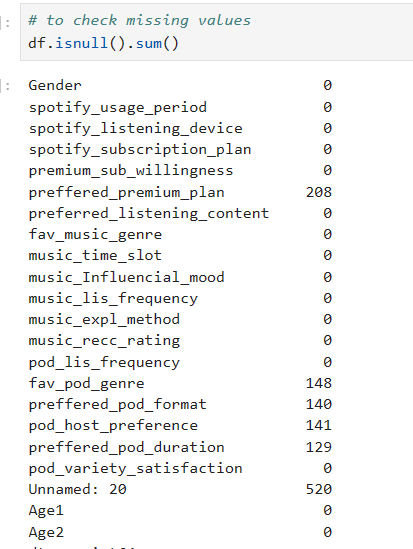 ]: # to check missing values
df.isnull().sum()
]: Gender 0
spotify_usage_period 0
spotify_listening_device 0
spotify_subscription_plan 0
premium_sub_willingness 0
preffered_premium_plan 208
preferred_listening_content 0
fav_music_genre 0
music_time_slot 0
music_Influencial_mood 0
music_lis_frequency 0
music_expl_method 0
music_recc_rating 0
pod_lis_frequency 0
fav_pod_genre 148
preffered_pod_format 140
pod_host_preference 141
preffered_pod_duration 129
pod_variety_satisfaction 0
Unnamed: 20 520
Age1 0
Age2 0